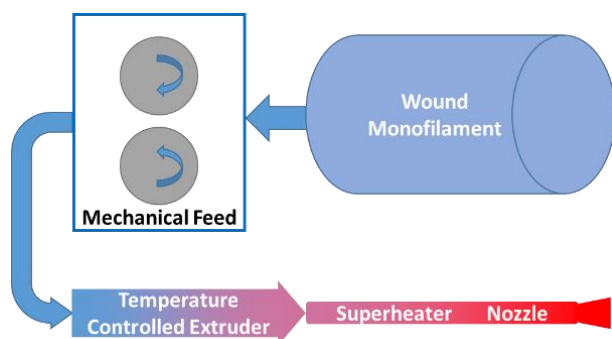 Wound
Monofilament
Mechanical Feed
Temperature
Controlled Extruder
Superheater
Nozzle